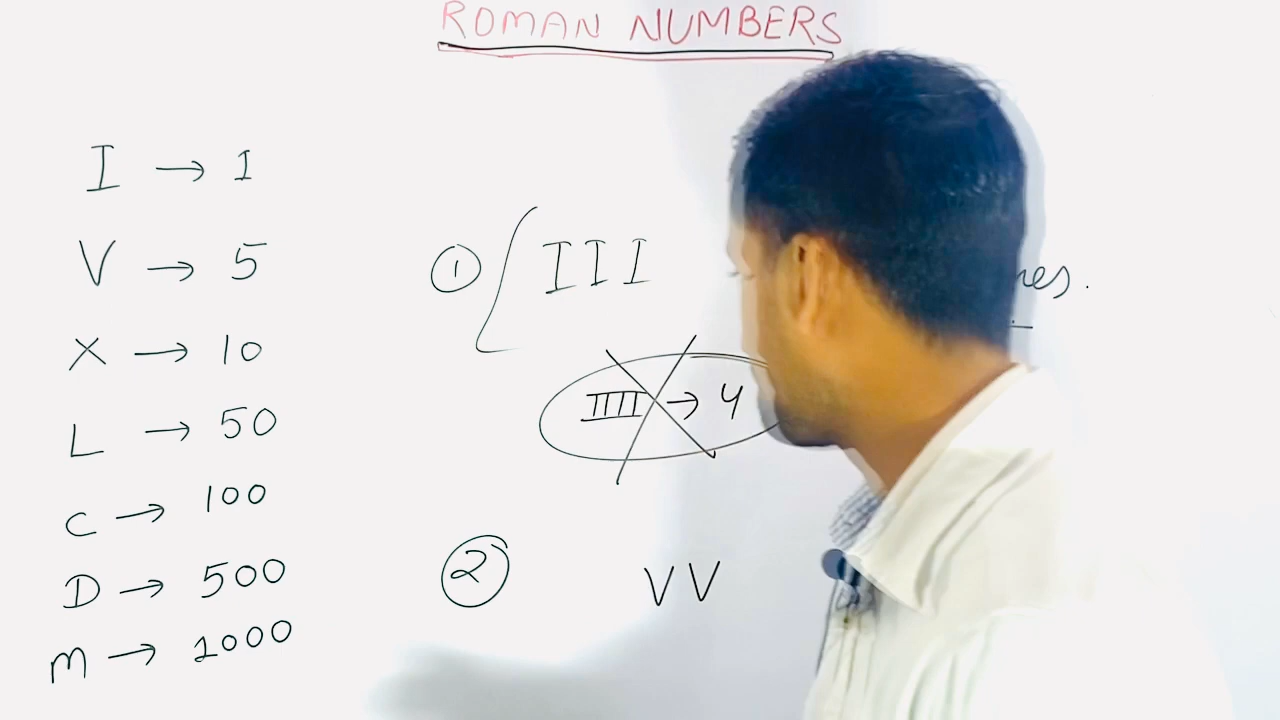 ROMAN NUMBERS
I → 1
V → 5
X → 10
L → 50
C → 100
D → 500
M → 1000
① III
IIII → 4
② VV